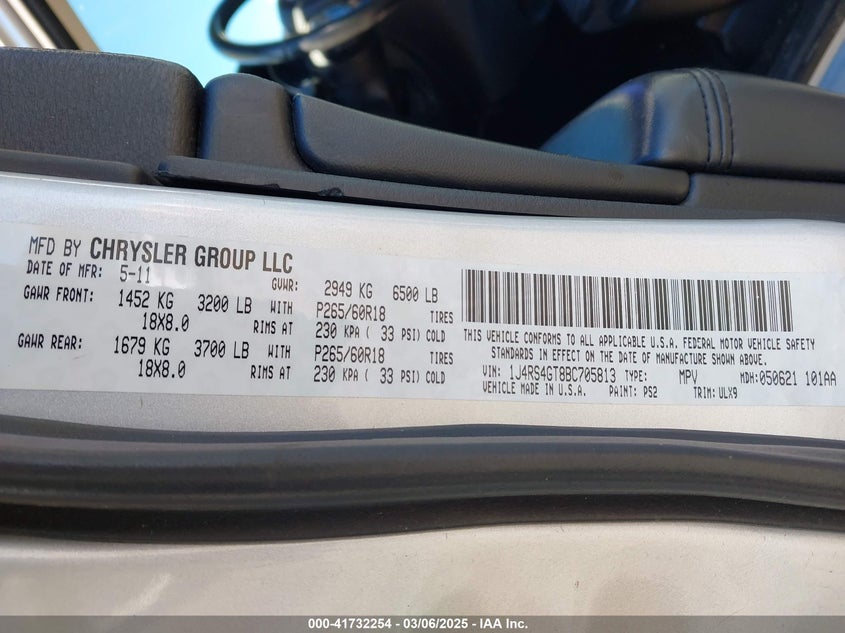 MFD BY CHRYSLER GROUP LLC
DATE OF MFR: 5-11 GVWR: 2949 KG 6500 LB
GAWR FRONT: 1452 KG 3200 LB WITH P265/60R18 TIRES
18X8.0 RIMS AT 230 KPA ( 33 PSI) COLD
GAWR REAR: 1679 KG 3700 LB WITH P265/60R18 TIRES
18X8.0 RIMS AT 230 KPA ( 33 PSI) COLD
THIS VEHICLE CONFORMS TO ALL APPLICABLE U.S.A. FEDERAL MOTOR VEHICLE SAFETY
STANDARDS IN EFFECT ON THE DATE OF MANUFACTURE SHOWN ABOVE.
VIN: 1J4RS4GT8BC705813 TYPE: MPV MDH:050621 101AA
VEHICLE MADE IN U.S.A. PAINT: PS2 TRIM: ULX9
000-41732254 - 03/06/2025 - IAA Inc.